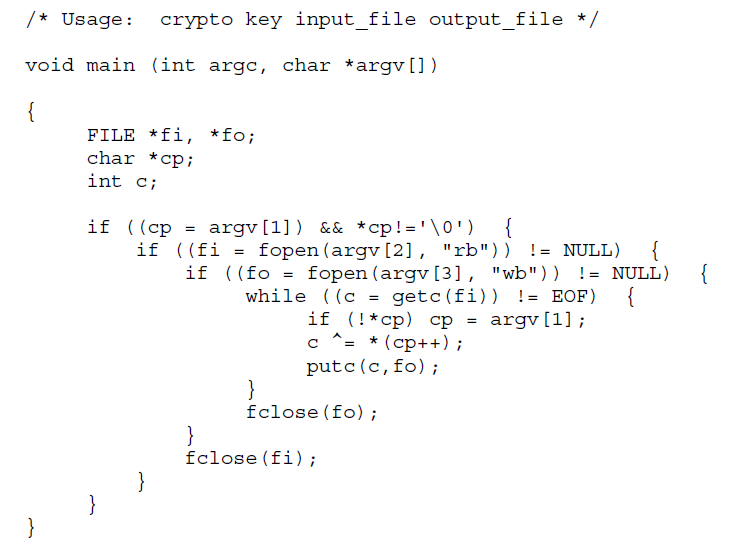 /* Usage:  crypto key input_file output_file */
void main (int argc, char *argv[])
{
FILE *fi, *fo;
char *cp;
int c;
if ((cp = argv[1]) && *cp!='\0')  {
if ((fi = fopen(argv[2], "rb")) != NULL)  {
if ((fo = fopen(argv[3], "wb")) != NULL)  {
while ((c = getc(fi)) != EOF)  {
if (!*cp) cp = argv[1];
c ^= *(cp++);
putc(c,fo);
}
fclose(fo);
}
fclose(fi);
}
}
}